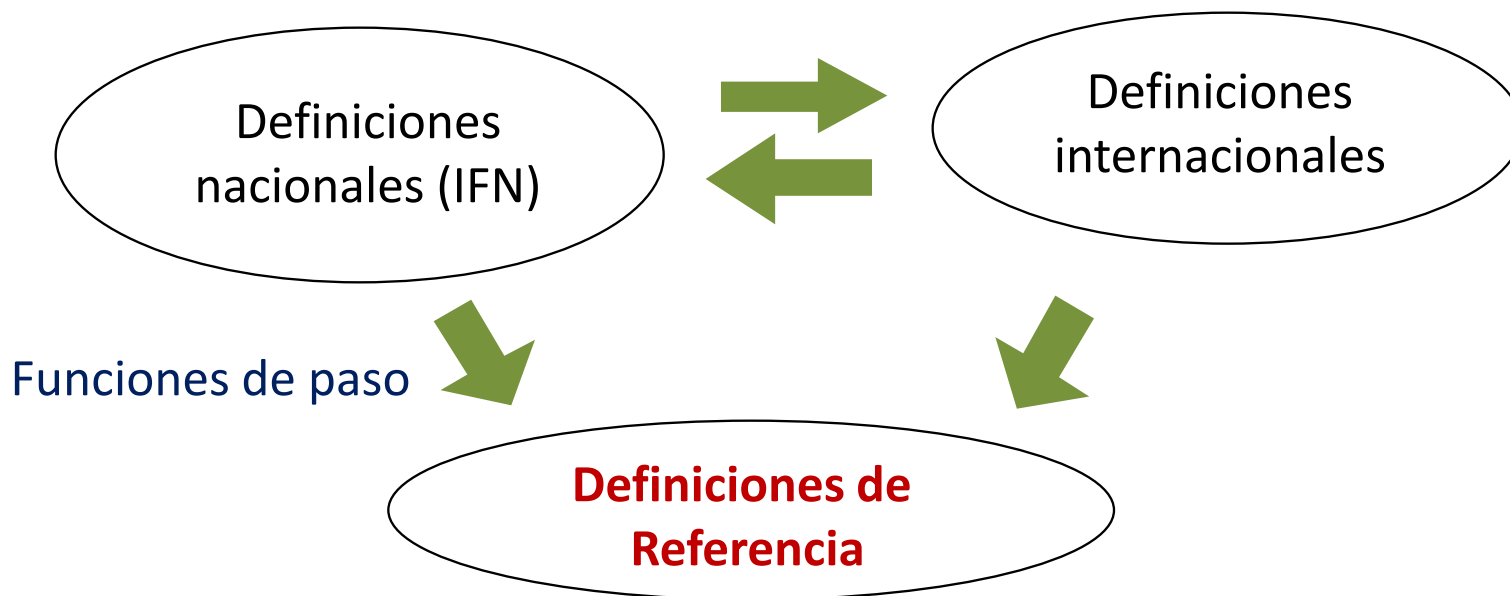 Definiciones
nacionales (IFN)
Definiciones
internacionales
Funciones de paso
Definiciones de
Referencia